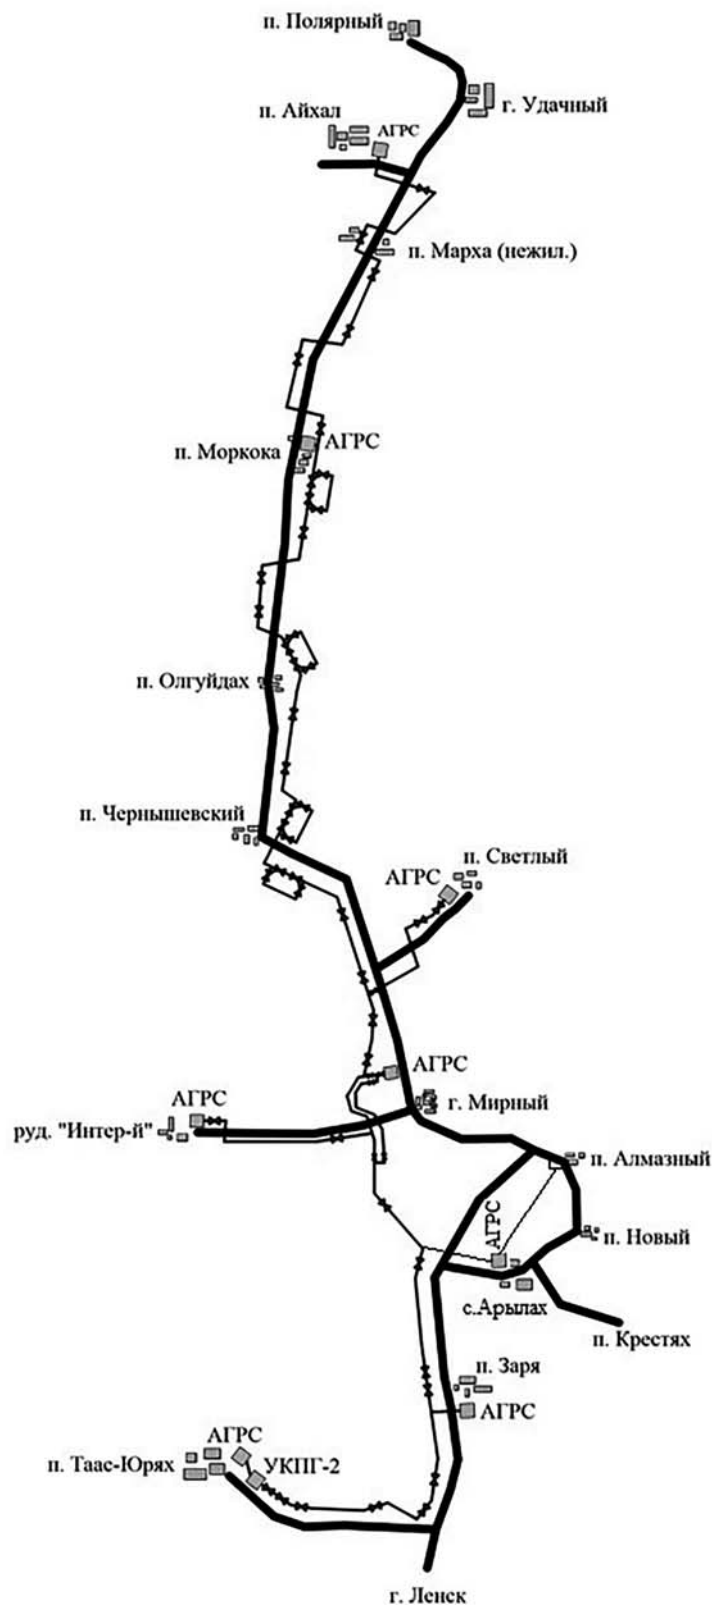 п. Полярный
г. Удачный
п. Айхал
АГРС
п. Марха (нежил.)
АГРС
п. Моркока
п. Олгуйдах
п. Чернышевский
п. Светлый
АГРС
АГРС
г. Мирный
АГРС
руд. "Интер-й"
п. Алмазный
АГРС
п. Новый
с.Арылах
п. Крестях
п. Заря
АГРС
АГРС
п. Таас-Юрях
УКПГ-2
г. Ленск